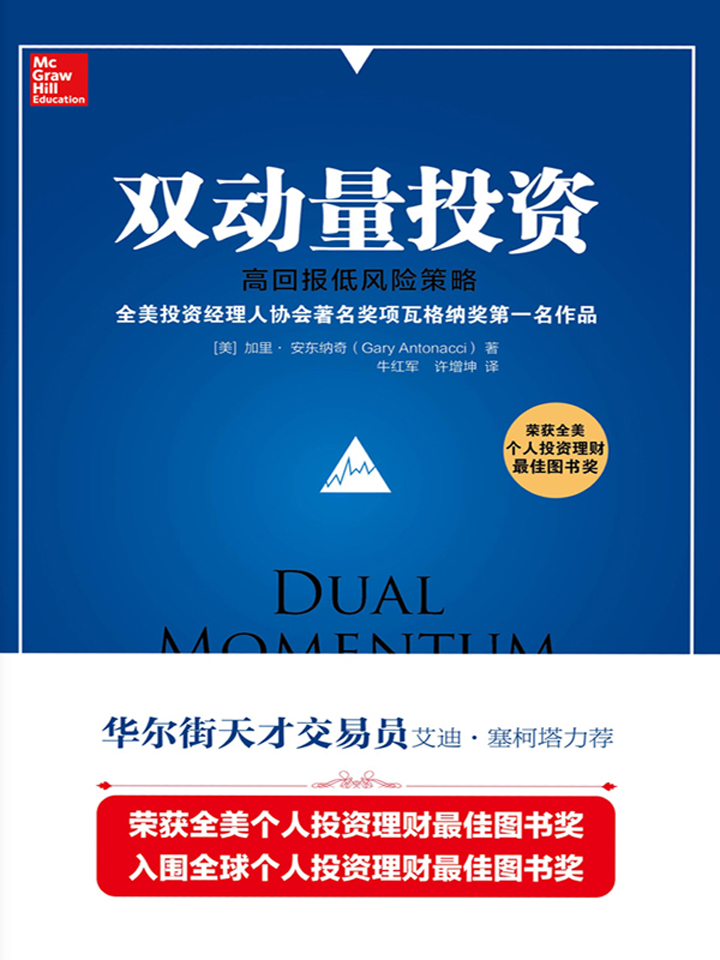 Mc
Graw
Hill
Education
双动量投资
高回报低风险策略
全美投资经理人协会著名奖项瓦格纳奖第一名作品
[美] 加里·安东纳奇（Gary Antonacci）著
牛红军 许增坤 译
荣获全美
个人投资理财
最佳图书奖
DUAL
MOMENTUM
华尔街天才交易员艾迪·塞柯塔力荐
荣获全美个人投资理财最佳图书奖
入围全球个人投资理财最佳图书奖